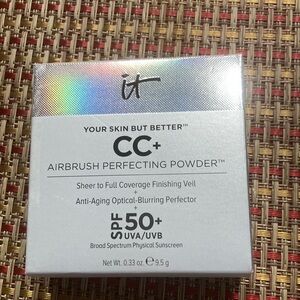 it
YOUR SKIN BUT BETTER™
CC+
AIRBRUSH PERFECTING POWDER™
Sheer to Full Coverage Finishing Veil
+
Anti-Aging Optical-Blurring Perfector
+
SPF 50+
UVA/UVB
Broad Spectrum Physical Sunscreen
Net Wt. 0.33 oz. ℮ 9.5 g